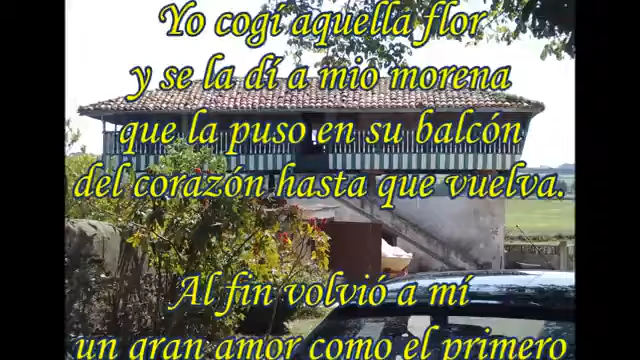 Yo cogí aquella flor
y se la dí a mio morena
que la puso en su balcón
del corazón hasta que vuelva.
Al fin volvió a mí
un gran amor como el primero